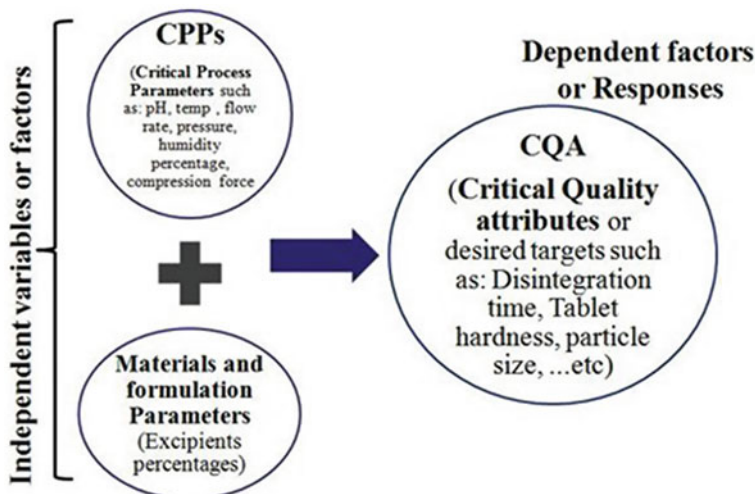 Independent variables or factors
CPPs
(Critical Process
Parameters such
as: pH, temp , flow
rate, pressure,
humidity
percentage,
compression force
Materials and
formulation
Parameters
(Excipients
percentages)
Dependent factors
or Responses
CQA
(Critical Quality
attributes or
desired targets such
as: Disintegration
time, Tablet
hardness, particle
size, ...etc)